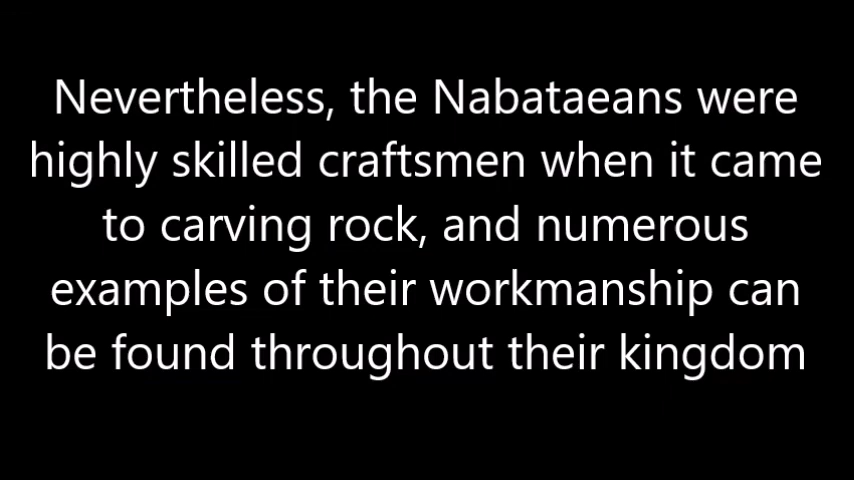 Nevertheless, the Nabataeans were
highly skilled craftsmen when it came
to carving rock, and numerous
examples of their workmanship can
be found throughout their kingdom